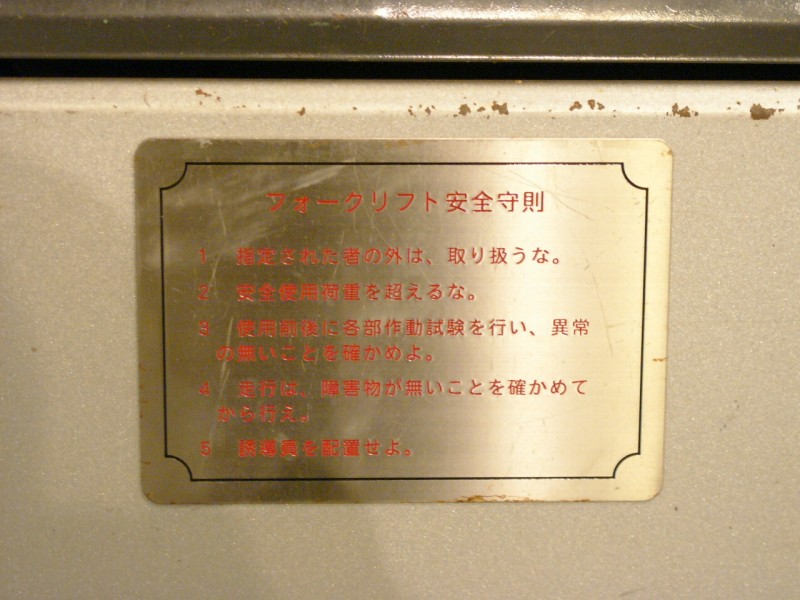 フォークリフト安全守則
1 指定された者の外は、取り扱うな。
2 安全使用荷重を超えるな。
3 使用前後に各部作動試験を行い、異常
の無いことを確かめよ。
4 走行は、障害物が無いことを確かめて
から行え。
5 誘導員を配置せよ。